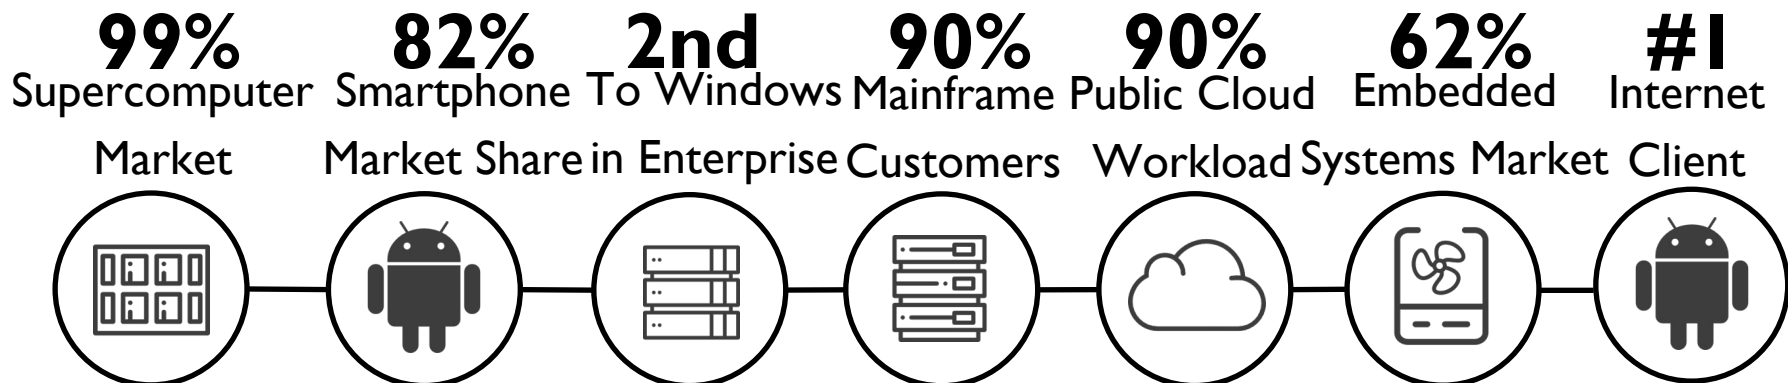 99%
Supercomputer
Market
82%
Smartphone
Market Share
2nd
To Windows
in Enterprise
90%
Mainframe
Customers
90%
Public Cloud
Workload
62%
Embedded
Systems Market
#1
Internet
Client